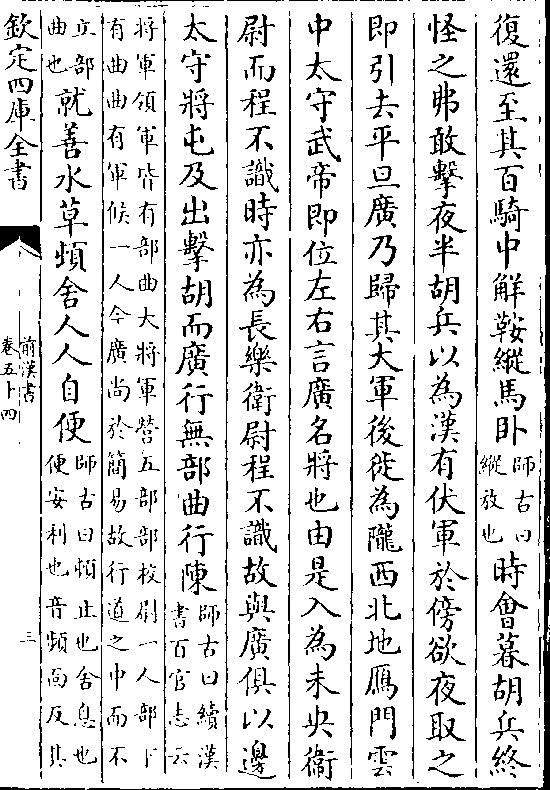 復還至其百騎中解鞍縱馬卧師古曰縱放也時會暮胡兵終
怪之弗敢擊夜半胡兵以為漢有伏軍於傍欲夜取之
即引去平旦廣乃歸其大軍後徙為隴西北地鴈門雲
中太守武帝即位左右言廣名將也由是入為未央衛
尉而程不識時亦為長樂衛尉程不識故與廣俱以邊
太守將屯及出擊胡而廣行無部曲行陳師古曰續漢書百官志云
將軍領軍皆有部曲大將軍營五部部校尉一人部下
有曲曲有軍候一人今廣尚於簡易故行道之中而不
立部曲也就善水草頓舍人人自便師古曰頓止也舍息也便安利也音頻面反其
欽定四庫全書
前漢書
卷五十四
三